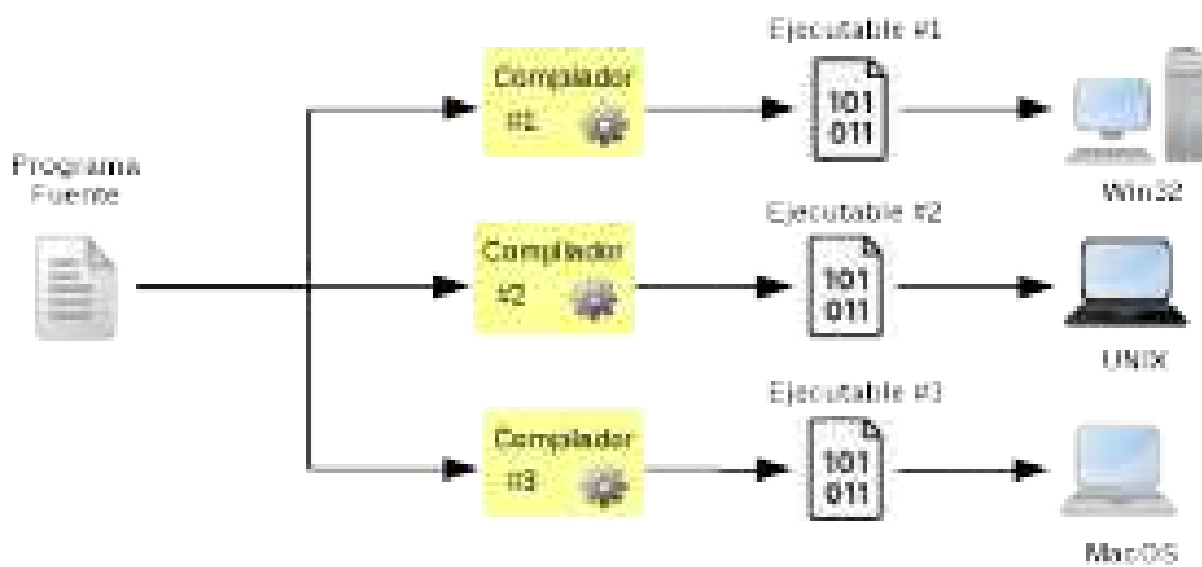 Programa
Fuente
Compilador
#1
Ejecutable #1
101
011
Win32
Compilador
#2
Ejecutable #2
101
011
UNIX
Compilador
#3
Ejecutable #3
101
011
MacOS